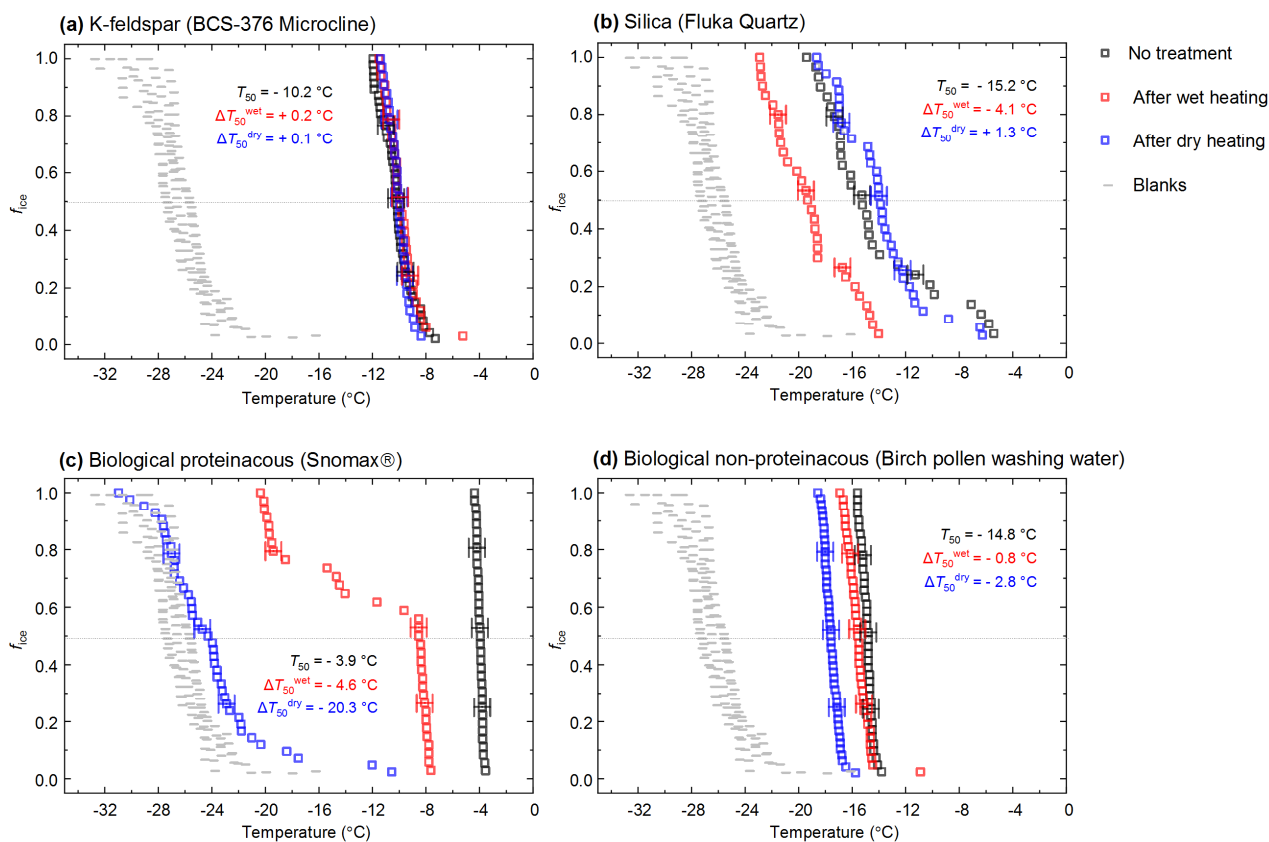 (a) K-feldspar (BCS-376 Microcline)
1.0
0.8
0.6
0.4
0.2
0.0
fice
T50 = - 10.2 °C
ΔT50wet = + 0.2 °C
ΔT50dry = + 0.1 °C
-32 -28 -24 -20 -16 -12 -8 -4 0
Temperature (°C)
(b) Silica (Fluka Quartz)
1.0
0.8
0.6
0.4
0.2
0.0
fice
T50 = - 15.2 °C
ΔT50wet = - 4.1 °C
ΔT50dry = + 1.3 °C
-32 -28 -24 -20 -16 -12 -8 -4 0
Temperature (°C)
No treatment
After wet heating
After dry heating
Blanks
(c) Biological proteinacous (Snomax®)
1.0
0.8
0.6
0.4
0.2
0.0
fice
T50 = - 3.9 °C
ΔT50wet = - 4.6 °C
ΔT50dry = - 20.3 °C
-32 -28 -24 -20 -16 -12 -8 -4 0
Temperature (°C)
(d) Biological non-proteinacous (Birch pollen washing water)
1.0
0.8
0.6
0.4
0.2
0.0
fice
T50 = - 14.8 °C
ΔT50wet = - 0.8 °C
ΔT50dry = - 2.8 °C
-32 -28 -24 -20 -16 -12 -8 -4 0
Temperature (°C)